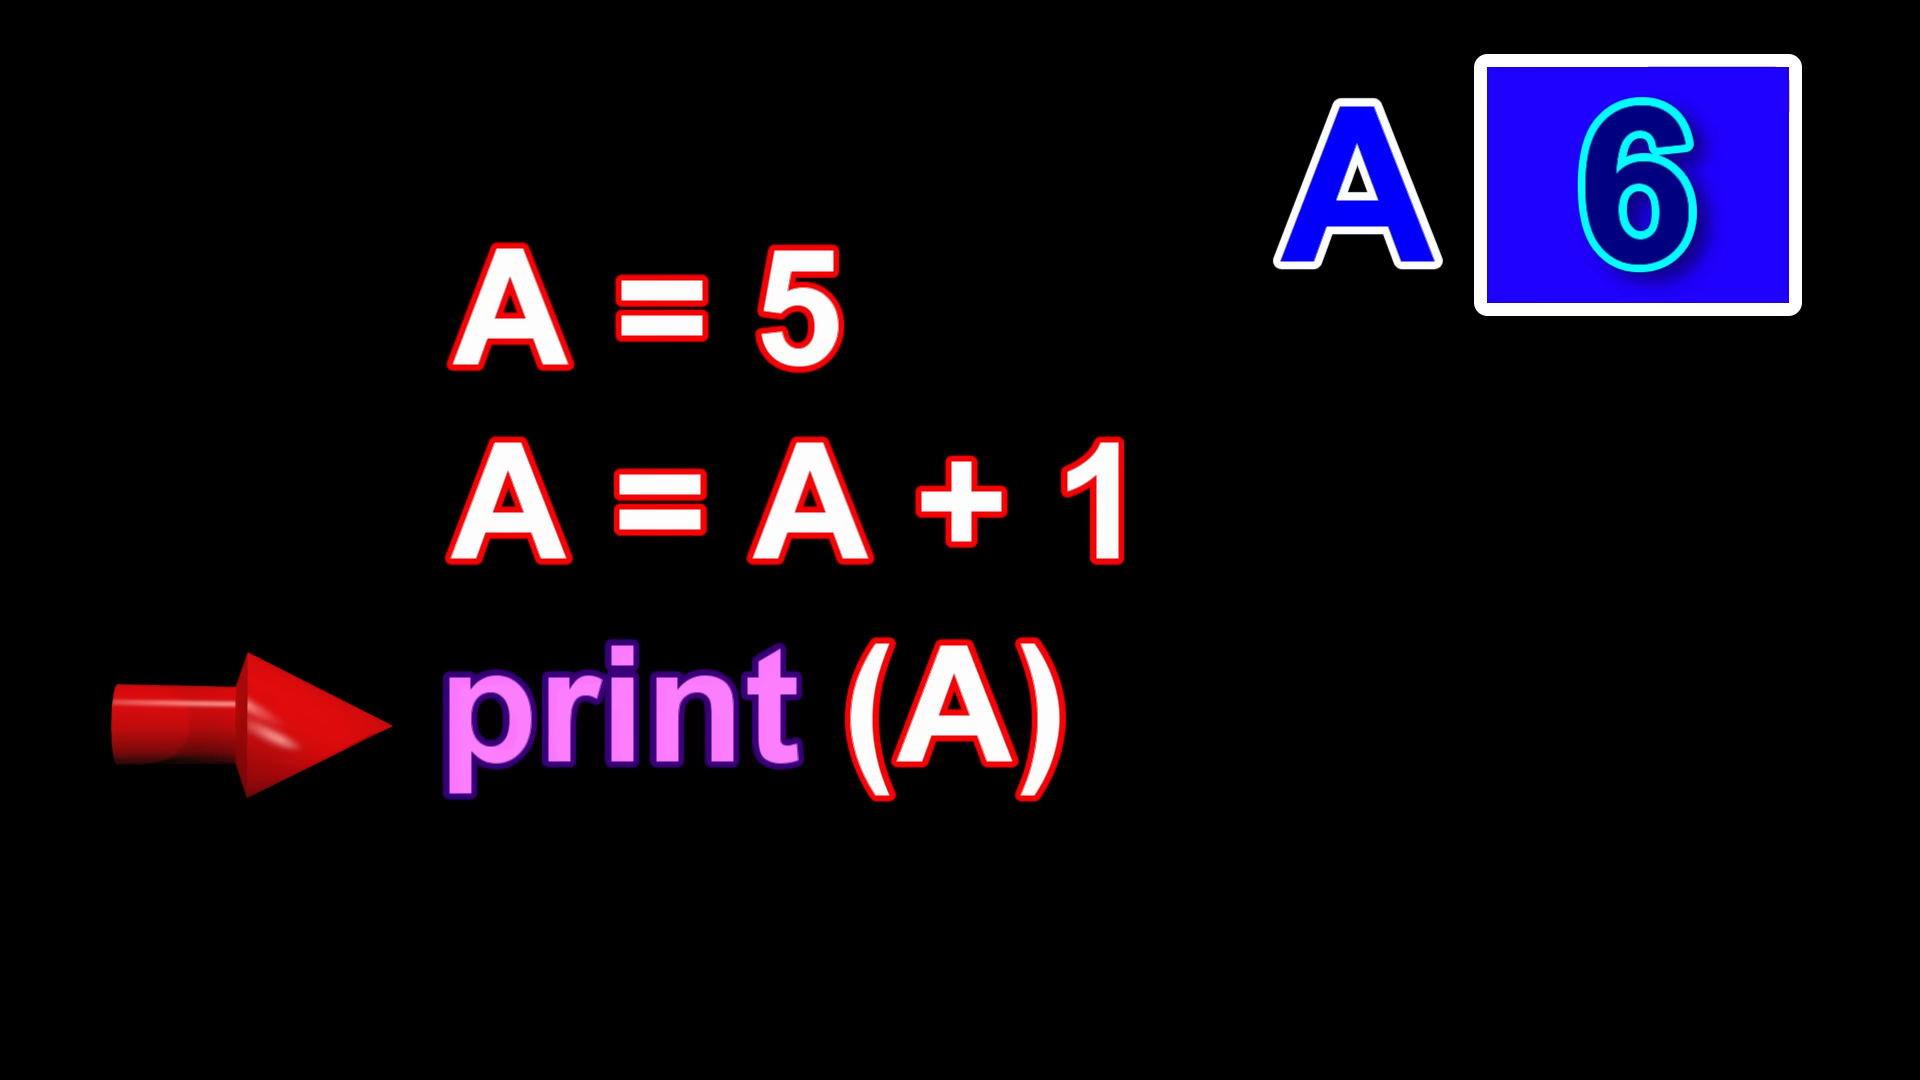 A 6
A = 5
A = A + 1
print (A)